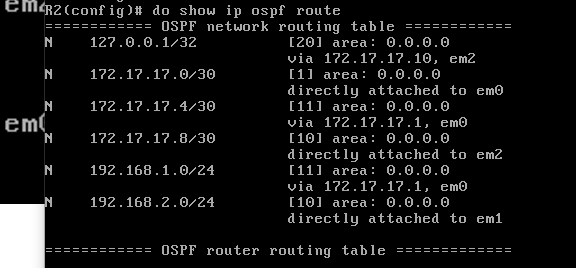 R2(config)# do show ip ospf route
============ OSPF network routing table ============
N    127.0.0.1/32          [20] area: 0.0.0.0
                           via 172.17.17.10, em2
N    172.17.17.0/30        [1] area: 0.0.0.0
                           directly attached to em0
N    172.17.17.4/30        [11] area: 0.0.0.0
                           via 172.17.17.1, em0
N    172.17.17.8/30        [10] area: 0.0.0.0
                           directly attached to em2
N    192.168.1.0/24        [11] area: 0.0.0.0
                           via 172.17.17.1, em0
N    192.168.2.0/24        [10] area: 0.0.0.0
                           directly attached to em1
============ OSPF router routing table =============